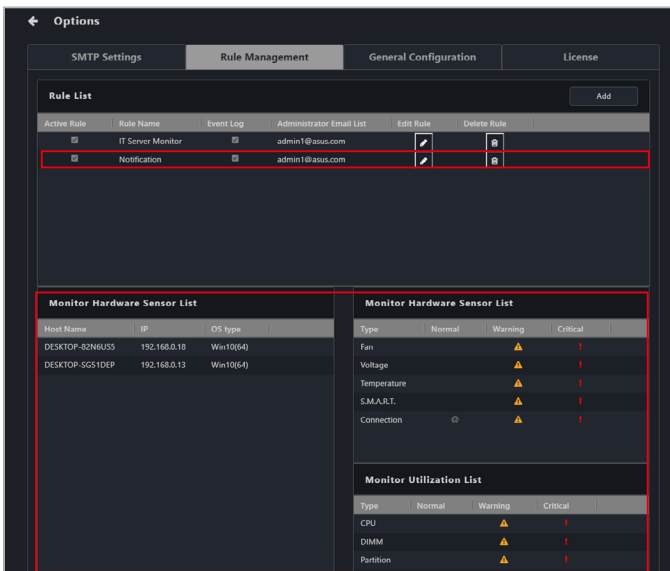 Options
SMTP Settings Rule Management General Configuration License
Rule List Add
Active Rule Rule Name Event Log Administrator Email List Edit Rule Delete Rule
IT Server Monitor admin1@asus.com
Notification admin1@asus.com
Monitor Hardware Sensor List
Host Name IP OS type
DESKTOP-82N6US5 192.168.0.18 Win10(64)
DESKTOP-SG51DEP 192.168.0.13 Win10(64)
Monitor Hardware Sensor List
Type Normal Warning Critical
Fan
Voltage
Temperature
S.M.A.R.T.
Connection
Monitor Utilization List
Type Normal Warning Critical
CPU
DIMM
Partition